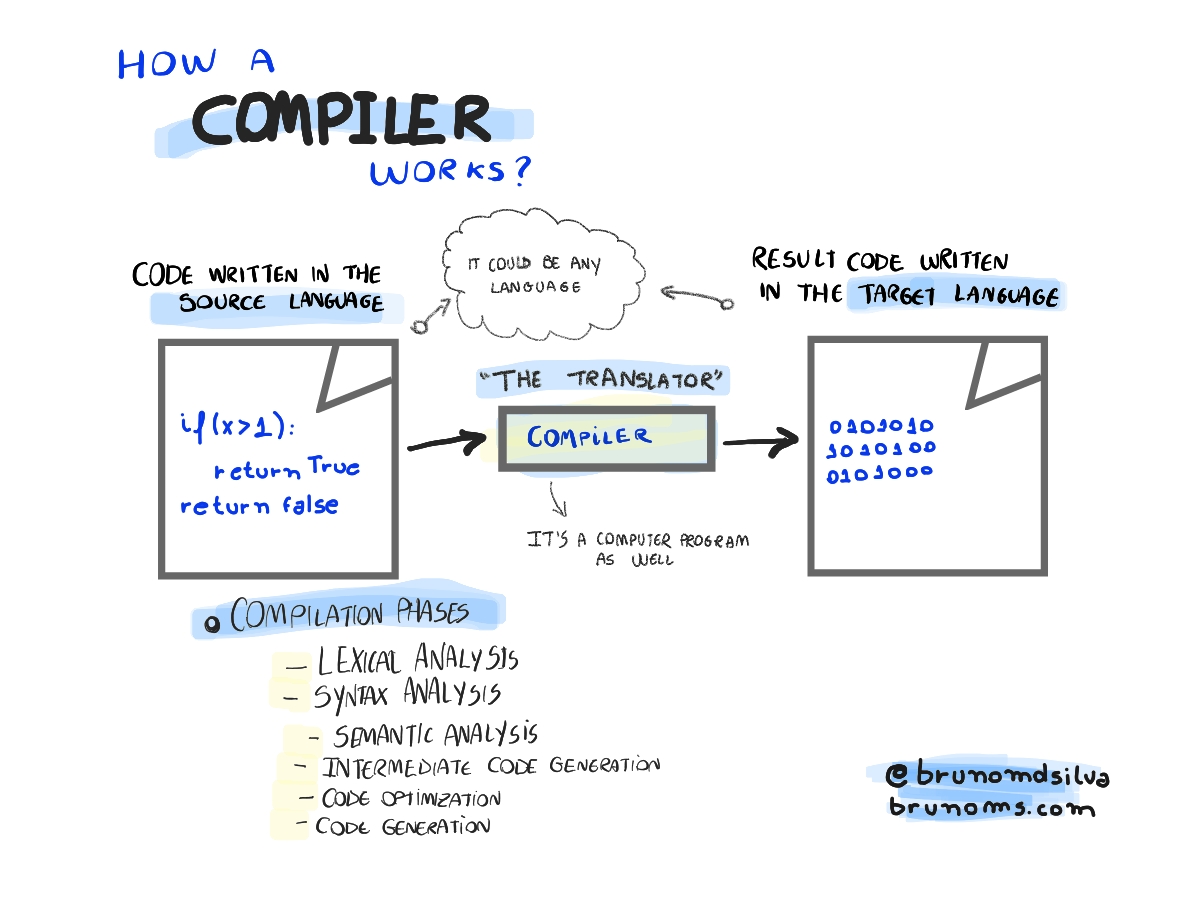 HOW A
COMPILER
WORKS?
CODE WRITTEN IN THE
SOURCE LANGUAGE
IT COULD BE ANY
LANGUAGE
RESULT CODE WRITTEN
IN THE TARGET LANGUAGE
if(x>1):
return True
return false
"THE TRANSLATOR"
COMPILER
IT'S A COMPUTER PROGRAM
AS WELL
0101010
1010100
0101000
COMPILATION PHASES
- LEXICAL ANALYSIS
- SYNTAX ANALYSIS
- SEMANTIC ANALYSIS
- INTERMEDIATE CODE GENERATION
- CODE OPTIMIZATION
- CODE GENERATION
@brunomdsilva
brunoms.com